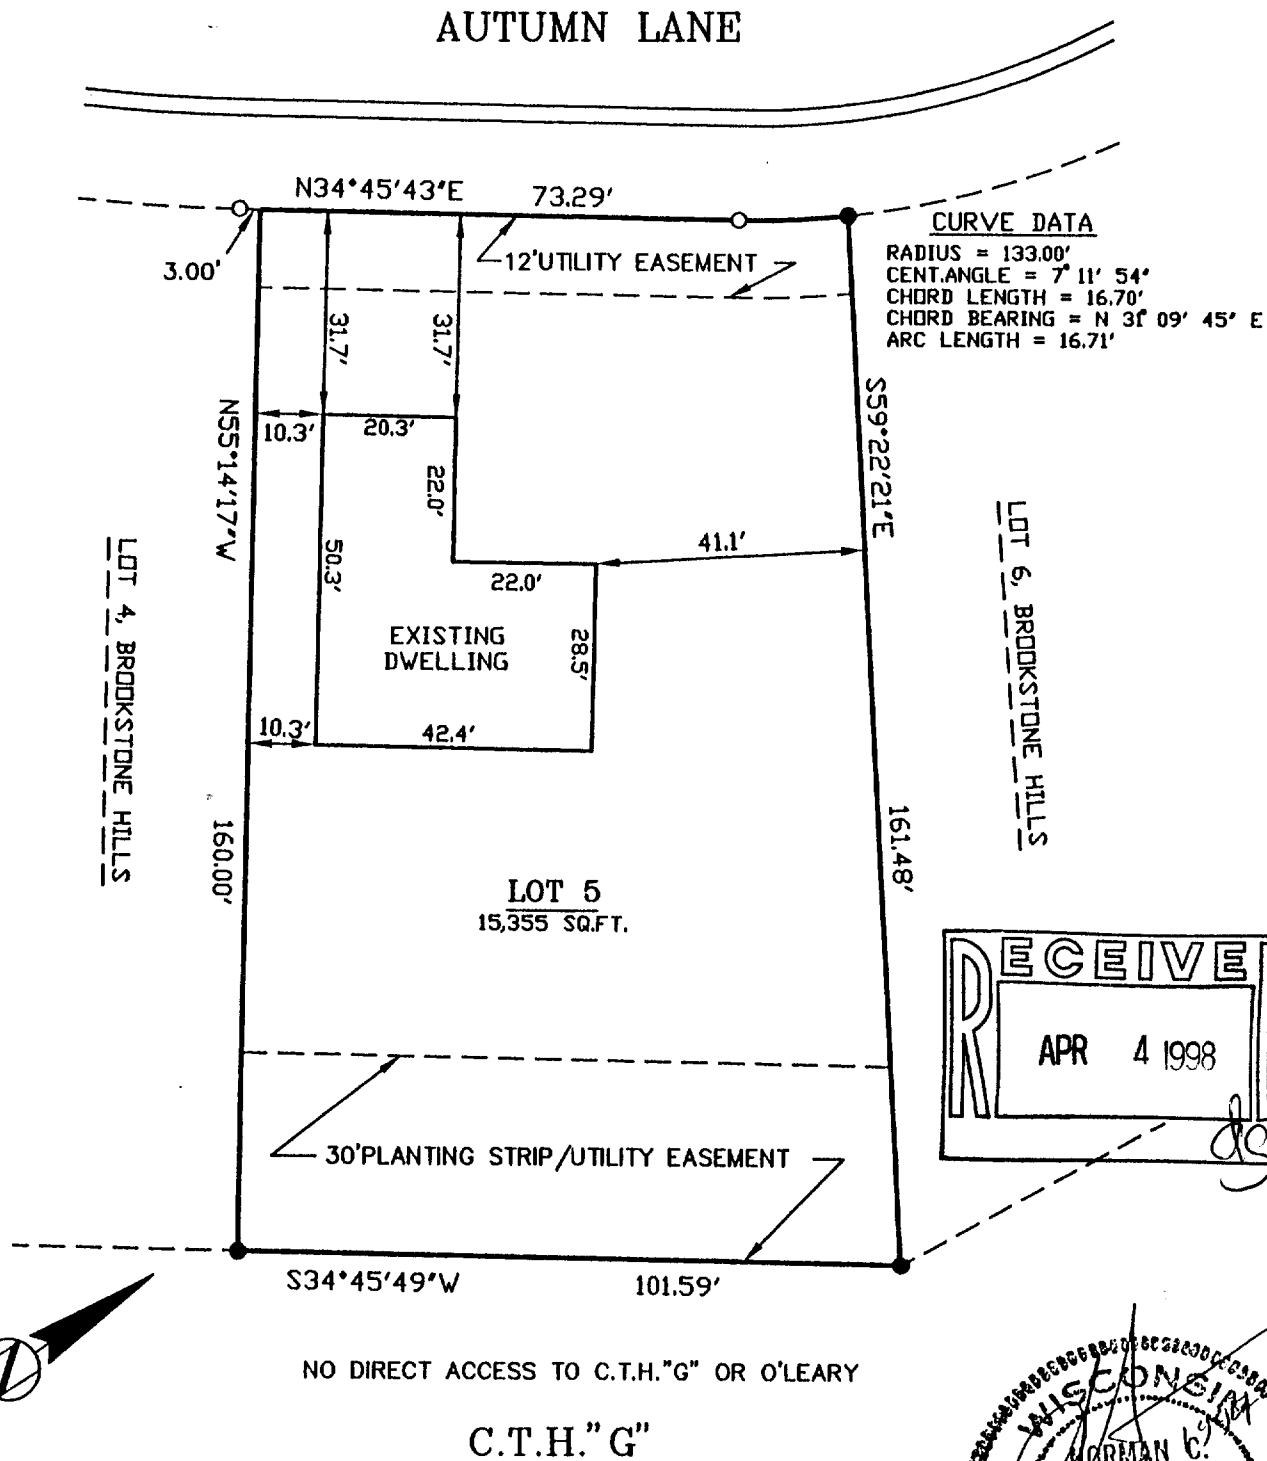 AUTUMN LANE
N34°45'43"E 73.29'
3.00'
12'UTILITY EASEMENT
CURVE DATA
RADIUS = 133.00'
CENT.ANGLE = 7° 11' 54"
CHORD LENGTH = 16.70'
CHORD BEARING = N 31° 09' 45" E
ARC LENGTH = 16.71'
31.7'
31.7'
N55°14'17"W
10.3'
20.3'
22.0'
S59°22'21"E
41.1'
22.0'
50.3'
EXISTING
DWELLING
28.5'
10.3'
42.4'
LOT 4, BROOKSTONE HILLS
LOT 6, BROOKSTONE HILLS
160.00'
161.48'
LOT 5
15,355 SQ.FT.
RECEIVE
APR 4 1998
30'PLANTING STRIP/UTILITY EASEMENT
S34°45'49"W 101.59'
NO DIRECT ACCESS TO C.T.H."G" OR O'LEARY
C.T.H."G"
WISCONSIN
NORMAN C.